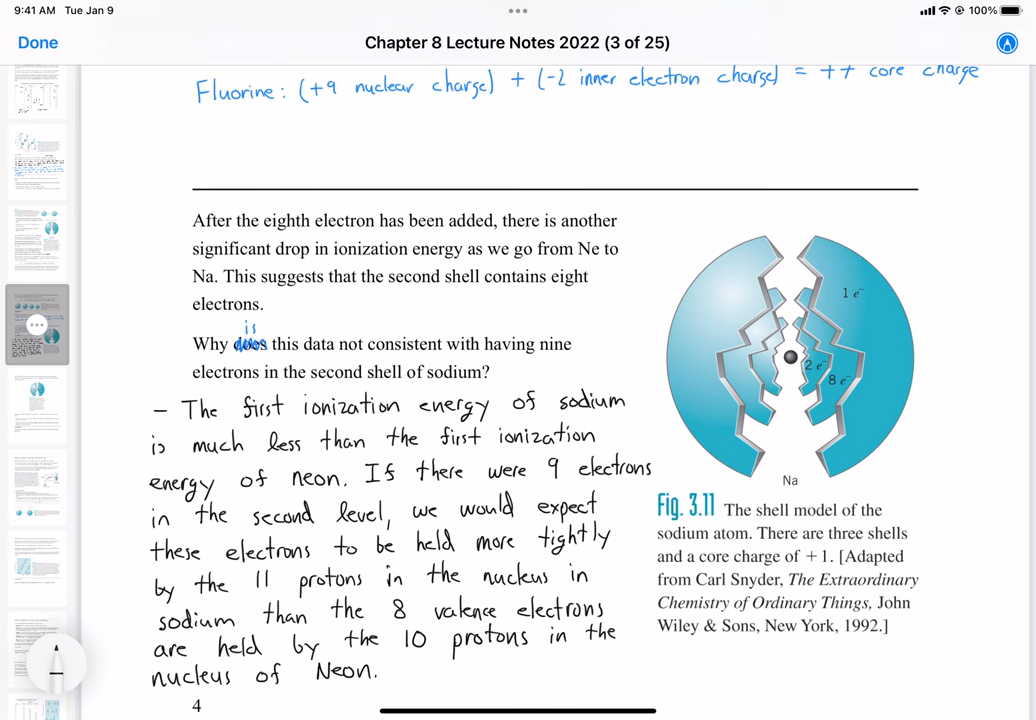 9:41 AM Tue Jan 9
100%
Done
Chapter 8 Lecture Notes 2022 (3 of 25)
Fluorine: (+9 nuclear charge) + (-2 inner electron charge) = +7 core charge
After the eighth electron has been added, there is another
significant drop in ionization energy as we go from Ne to
Na. This suggests that the second shell contains eight
electrons.
is
Why does this data not consistent with having nine
electrons in the second shell of sodium?
- The first ionization energy of sodium
is much less than the first ionization
energy of neon. If there were 9 electrons
in the second level, we would expect
these electrons to be held more tightly
by the 11 protons in the nucleus in
sodium than the 8 valence electrons
are held by the 10 protons in the
nucleus of Neon.
4
1 e⁻
2 e⁻
8 e⁻
Na
Fig. 3.11 The shell model of the
sodium atom. There are three shells
and a core charge of +1. [Adapted
from Carl Snyder, The Extraordinary
Chemistry of Ordinary Things, John
Wiley & Sons, New York, 1992.]